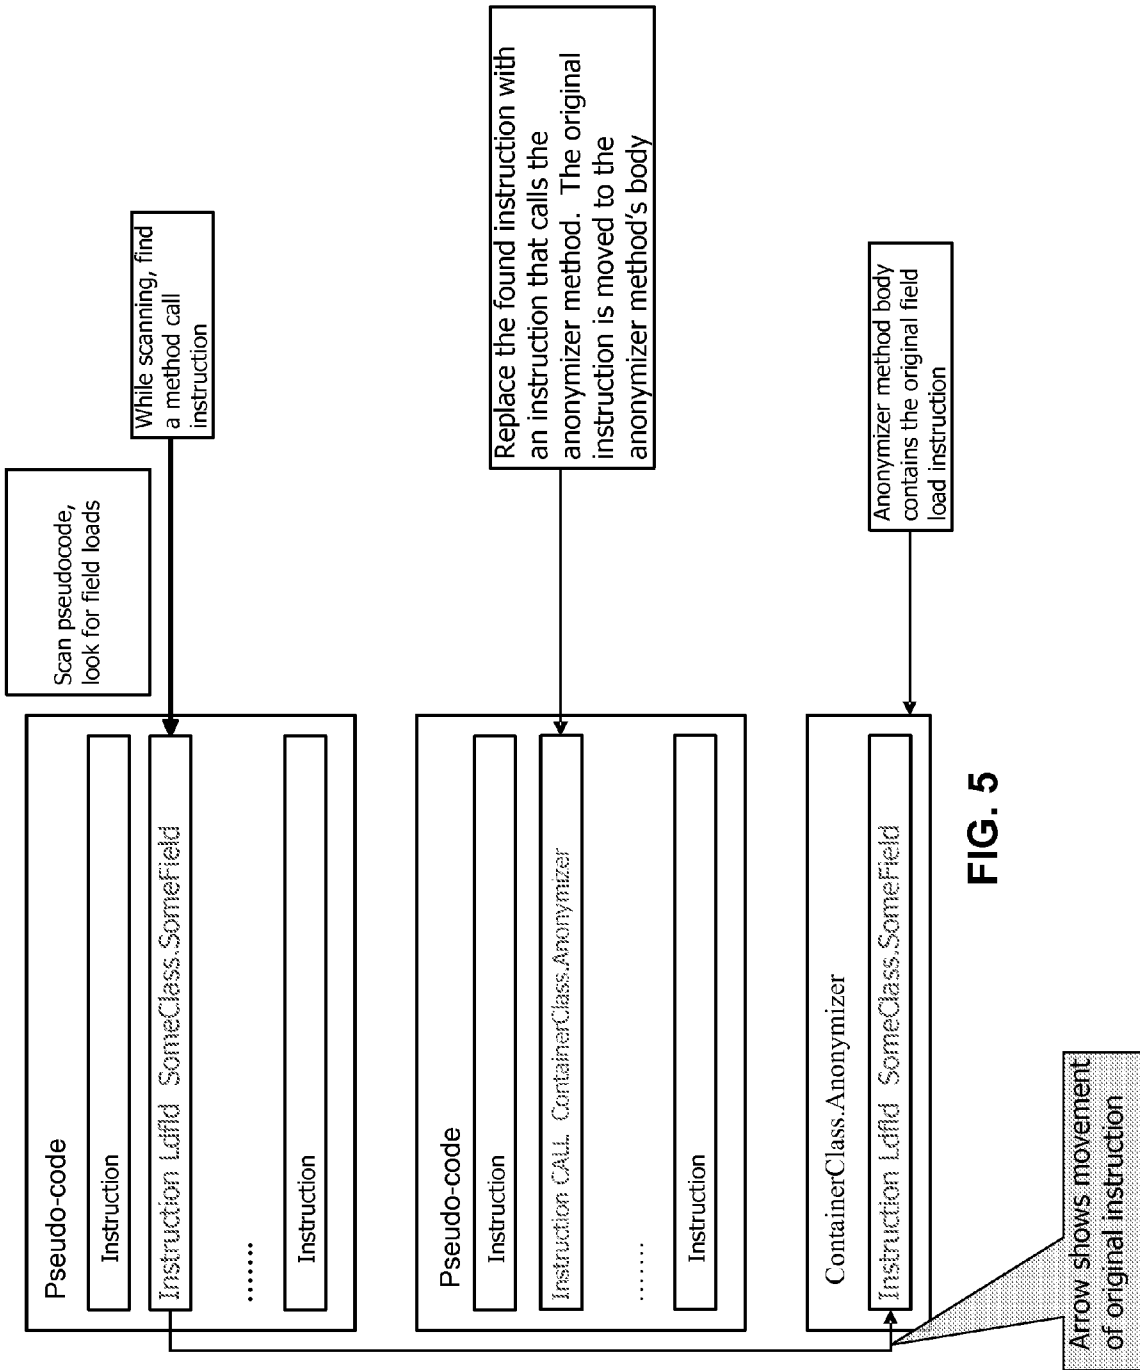 Scan pseudocode,
look for field loads
While scanning, find
a method call
instruction
Pseudo-code
Instruction
Instruction Ldfld SomeClass.SomeField
.......
Instruction
Replace the found instruction with
an instruction that calls the
anonymizer method. The original
instruction is moved to the
anonymizer method's body
Pseudo-code
Instruction
Instruction CALL ContainerClass.Anonymizer
.......
Instruction
Anonymizer method body
contains the original field
load instruction
ContainerClass.Anonymizer
Instruction Ldfld SomeClass.SomeField
Arrow shows movement
of original instruction
FIG. 5